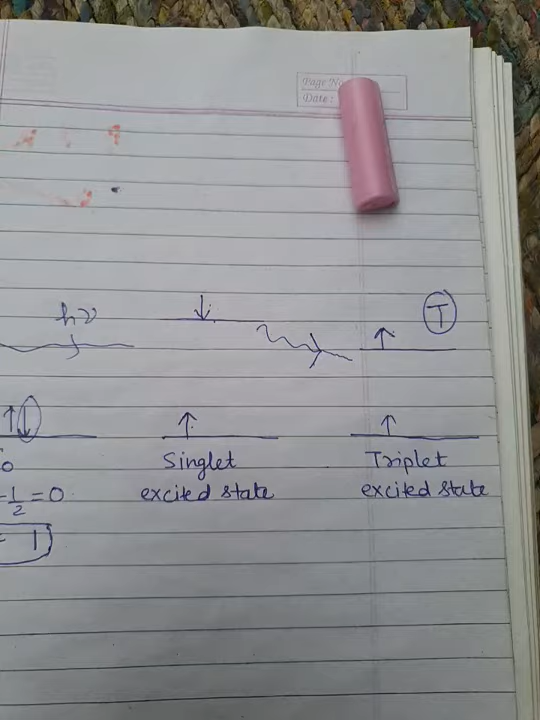 Page No
Date:
hν
T
↓
↑
↑↓
↑
↑
Singlet
Triplet
excited state
excited state
-1/2 = 0
= 1